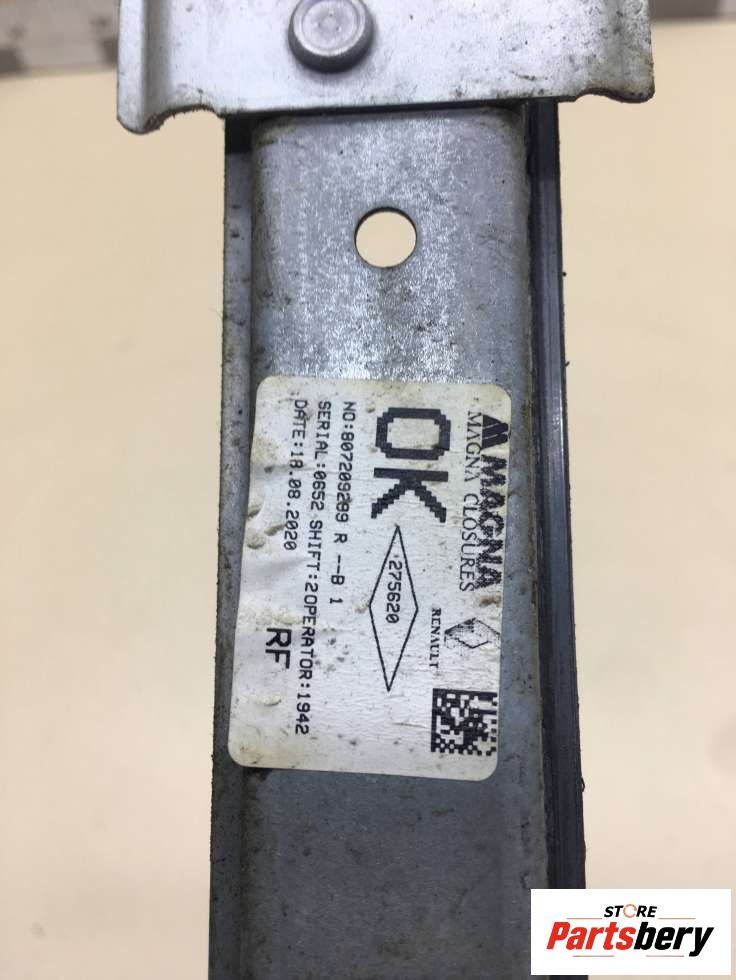 MAGNA
MAGNA CLOSURES
RENAULT
OK
275620
NO:807209289 R --B 1
SERIAL:0652 SHIFT:2OPERATOR:1942
DATE:18.08.2020
RF
STORE
Partsbery